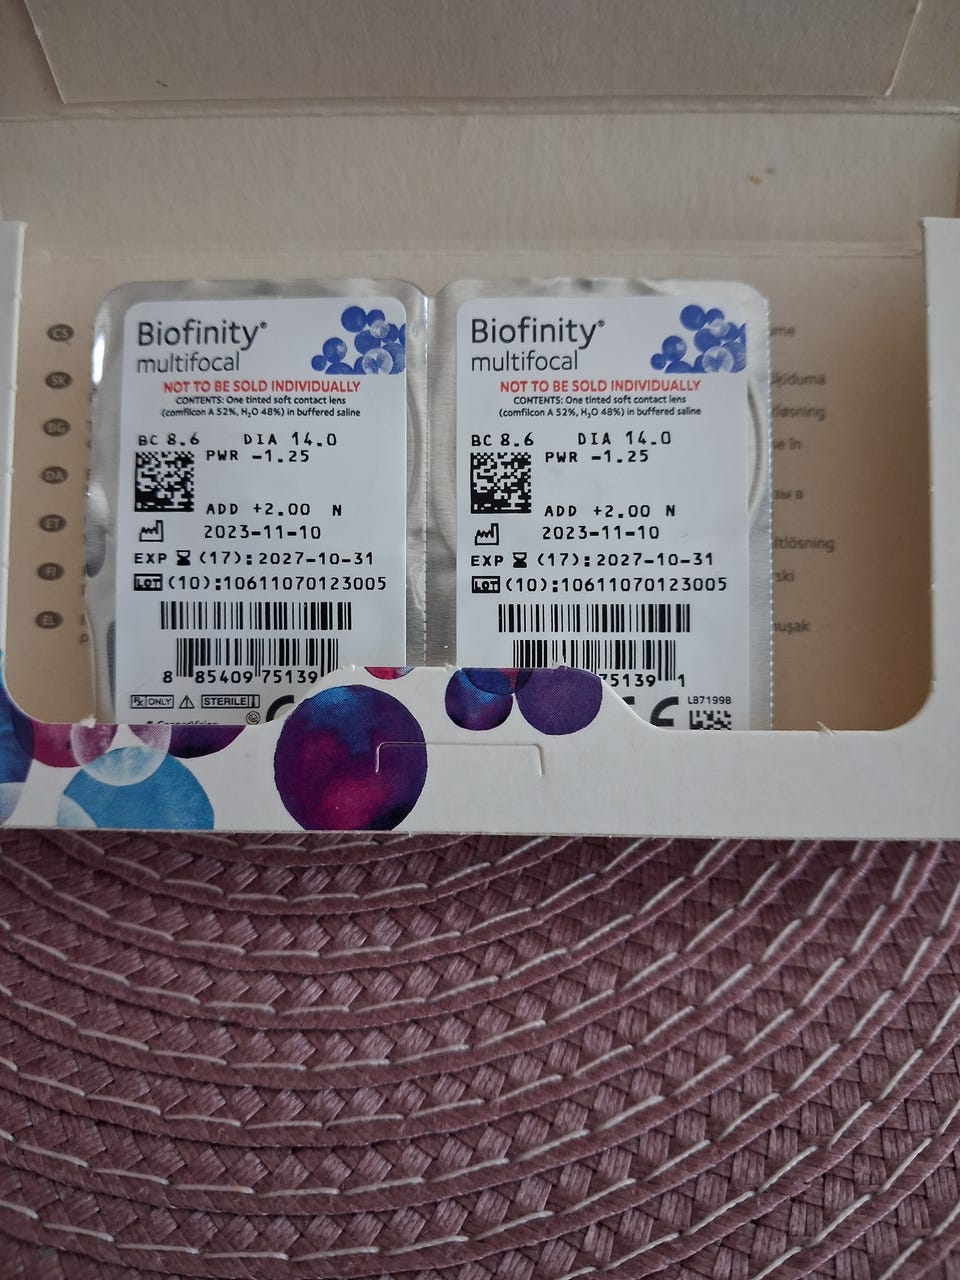 Biofinity®
multifocal
NOT TO BE SOLD INDIVIDUALLY
CONTENTS: One tinted soft contact lens
(comfilcon A 52%, H₂O 48%) in buffered saline
BC 8.6 DIA 14.0
PWR -1.25
ADD +2.00 N
2023-11-10
EXP (17): 2027-10-31
LOT (10):10611070123005
8 85409 75139
RX ONLY STERILE
CooperVision
Biofinity®
multifocal
NOT TO BE SOLD INDIVIDUALLY
CONTENTS: One tinted soft contact lens
(comfilcon A 52%, H₂O 48%) in buffered saline
BC 8.6 DIA 14.0
PWR -1.25
ADD +2.00 N
2023-11-10
EXP (17): 2027-10-31
LOT (10):10611070123005
75139 1
CE LB7199B
CS
SK
BG
DA
ET
FI
EL